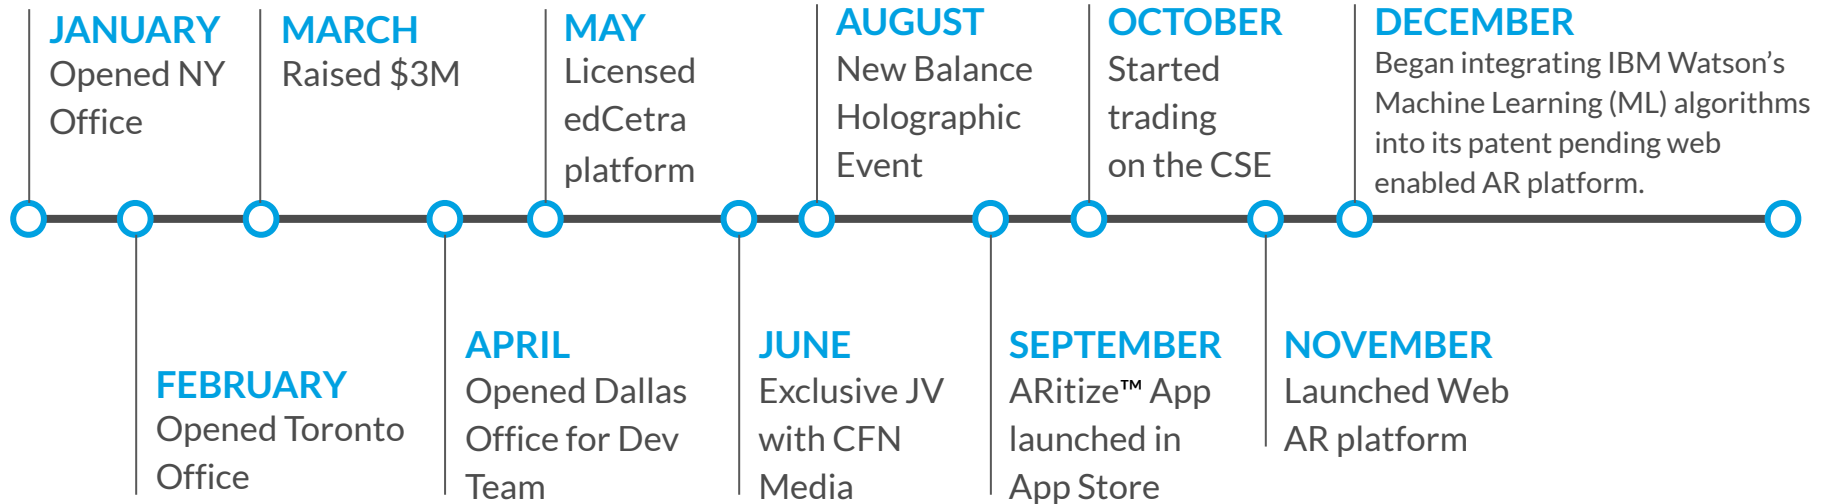 JANUARY
Opened NY
Office
MARCH
Raised $3M
MAY
Licensed
edCetra
platform
AUGUST
New Balance
Holographic
Event
OCTOBER
Started
trading
on the CSE
DECEMBER
Began integrating IBM Watson’s
Machine Learning (ML) algorithms
into its patent pending web
enabled AR platform.
FEBRUARY
Opened Toronto
Office
APRIL
Opened Dallas
Office for Dev
Team
JUNE
Exclusive JV
with CFN
Media
SEPTEMBER
ARitize™ App
launched in
App Store
NOVEMBER
Launched Web
AR platform